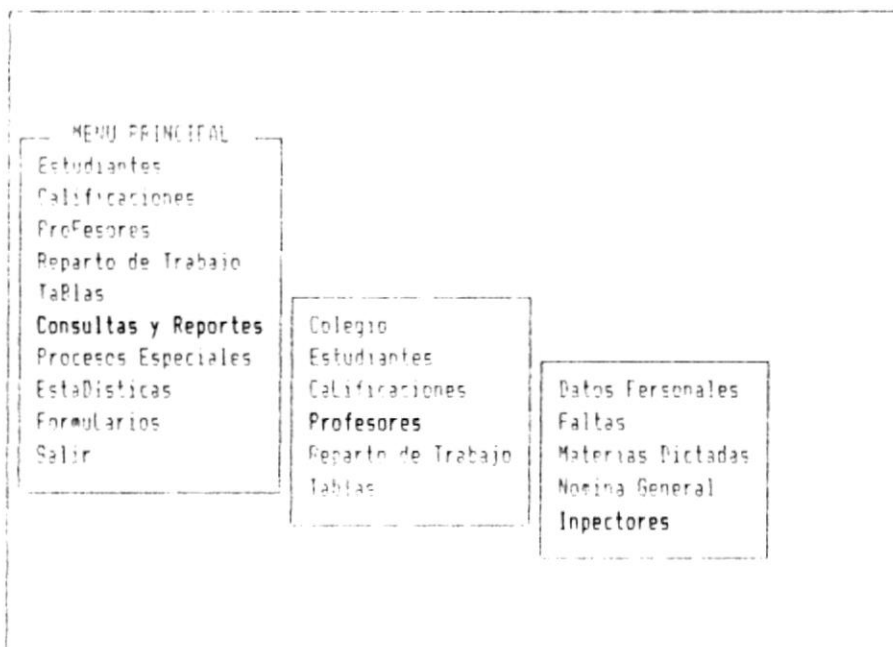 MENU PRINCIPAL
Estudiantes
Calificaciones
ProFesores
Reparto de Trabajo
TaBlas
Consultas y Reportes
Procesos Especiales
EstaDisticas
FormuLarios
Salir
Colegio
Estudiantes
CaLificaciones
Profesores
Reparto de Trabajo
Tablas
Datos Personales
Faltas
Materias Dictadas
Nomina General
Inpectores